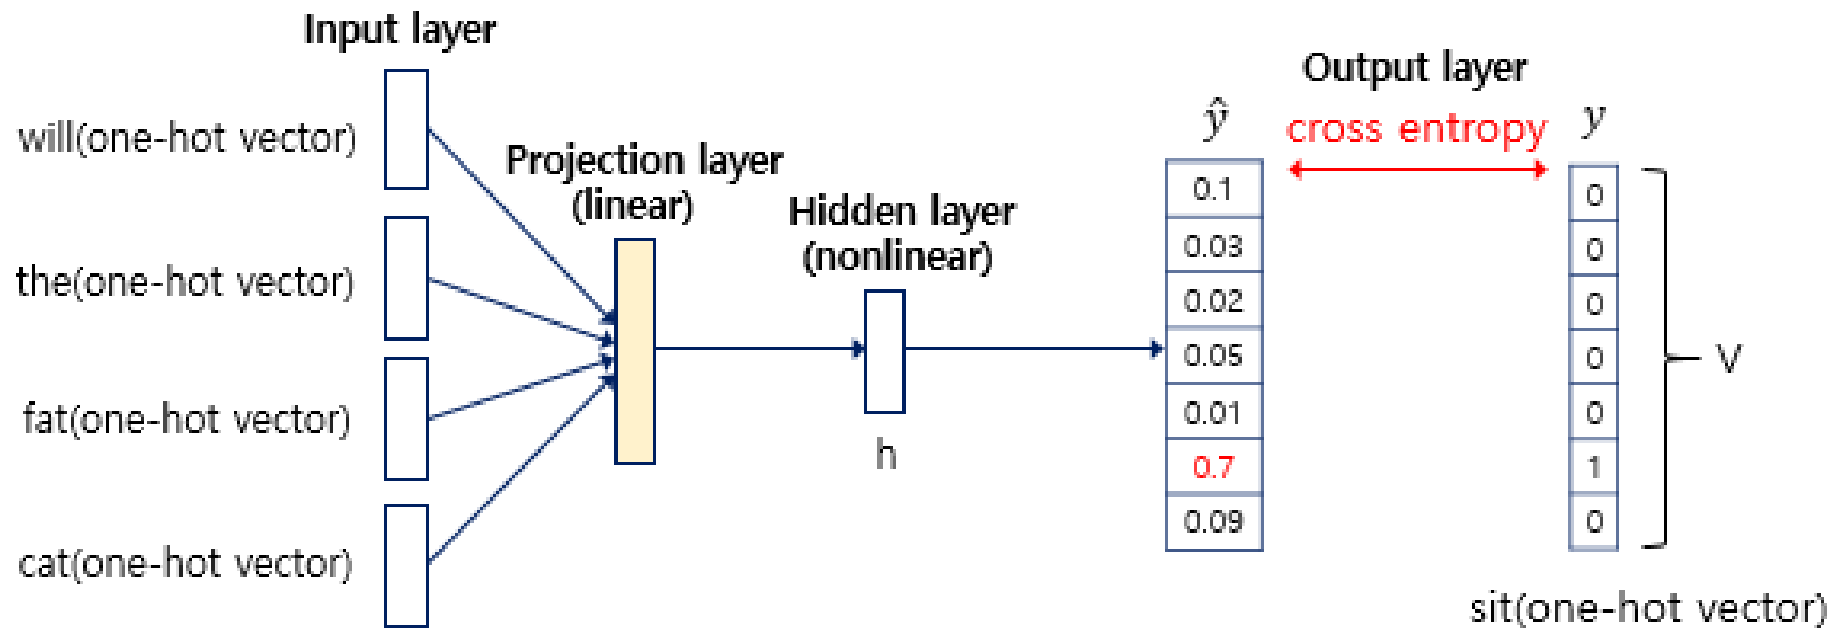 Input layer
will(one-hot vector)
the(one-hot vector)
fat(one-hot vector)
cat(one-hot vector)
Projection layer
(linear)
Hidden layer
(nonlinear)
h
Output layer
ŷ
cross entropy
y
0.1
0.03
0.02
0.05
0.01
0.7
0.09
0
0
0
0
0
1
0
V
sit(one-hot vector)